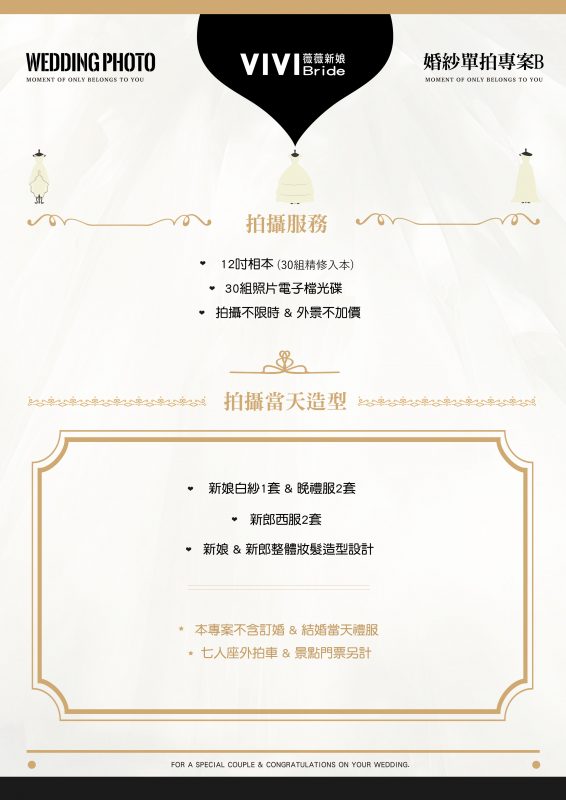 WEDDING PHOTO
MOMENT OF ONLY BELONGS TO YOU
VIVI薇薇新娘
Bride
婚紗單拍專案B
MOMENT OF ONLY BELONGS TO YOU
拍攝服務
12吋相本 (30組精修入本)
30組照片電子檔光碟
拍攝不限時 & 外景不加價
拍攝當天造型
新娘白紗1套 & 晚禮服2套
新郎西服2套
新娘 & 新郎整體妝髮造型設計
* 本專案不含訂婚 & 結婚當天禮服
* 七人座外拍車 & 景點門票另計
FOR A SPECIAL COUPLE & CONGRATULATIONS ON YOUR WEDDING.